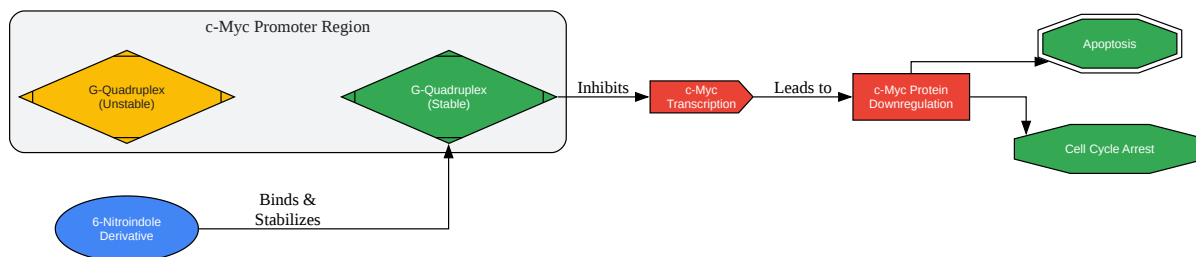 c-Myc Promoter Region
G-Quadruplex
(Unstable)
G-Quadruplex
(Stable)
Inhibits
c-Myc
Transcription
Leads to
c-Myc Protein
Downregulation
Apoptosis
Cell Cycle Arrest
6-Nitroindole
Derivative
Binds &
Stabilizes